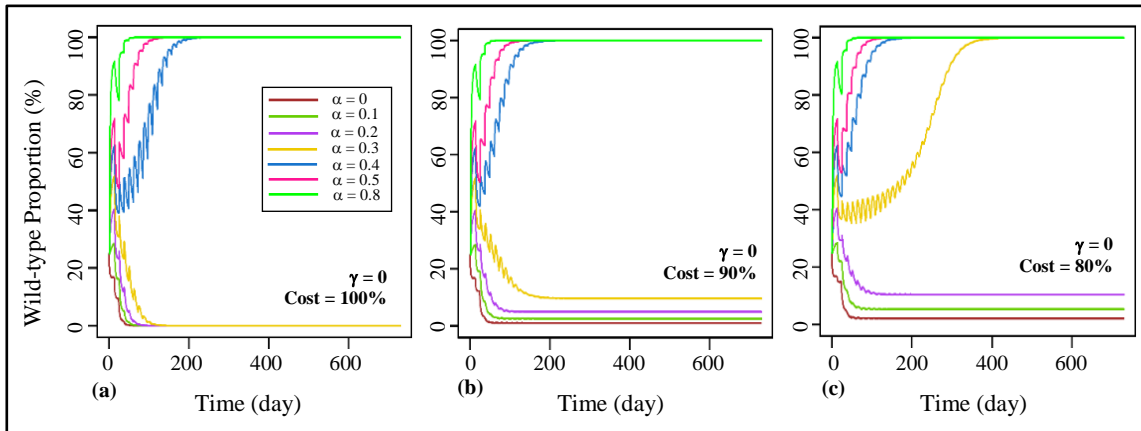 Wild-type Proportion (%)
0 20 40 60 80 100
α = 0
α = 0.1
α = 0.2
α = 0.3
α = 0.4
α = 0.5
α = 0.8
γ = 0
Cost = 100%
0 200 400 600
(a)
Time (day)
0 20 40 60 80 100
γ = 0
Cost = 90%
0 200 400 600
(b)
Time (day)
0 20 40 60 80 100
γ = 0
Cost = 80%
0 200 400 600
(c)
Time (day)